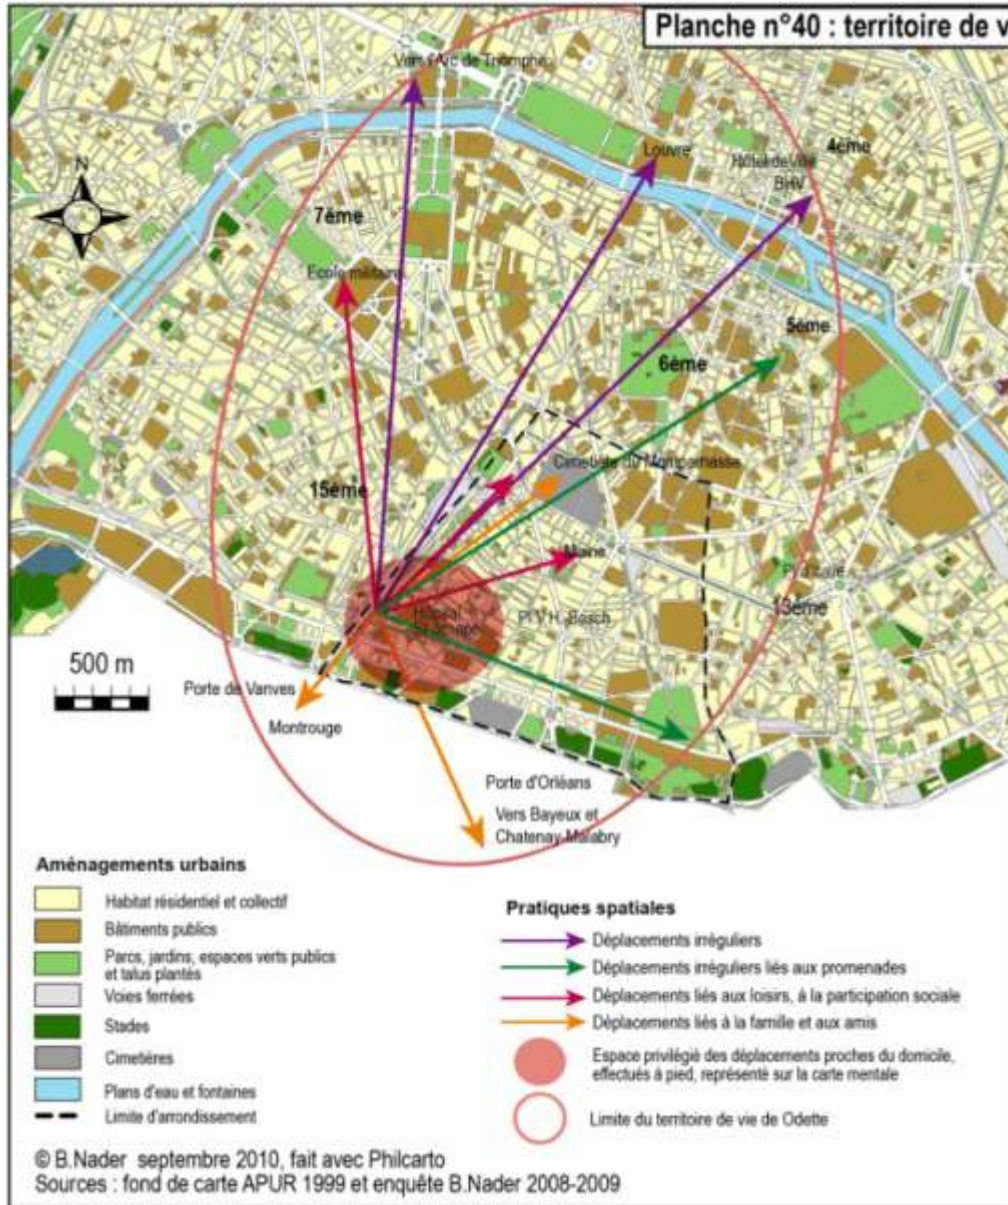 Planche n°40 : territoire de v
Vers l'Arc de Triomphe
Louvre
Hôtel de Ville
BHV
4ème
N
7ème
Ecole militaire
5ème
6ème
Cimetière du Montparnasse
15ème
Mairie
Pl d'Italie
13ème
Hôpital
Pl V.H. Basch
500 m
Porte de Vanves
Montrouge
Porte d'Orléans
Vers Bayeux et
Chatenay-Malabry
Aménagements urbains
Habitat résidentiel et collectif
Bâtiments publics
Parcs, jardins, espaces verts publics
et talus plantés
Voies ferrées
Stades
Cimetières
Plans d'eau et fontaines
Limite d'arrondissement
Pratiques spatiales
Déplacements irréguliers
Déplacements irréguliers liés aux promenades
Déplacements liés aux loisirs, à la participation sociale
Déplacements liés à la famille et aux amis
Espace privilégié des déplacements proches du domicile,
effectués à pied, représenté sur la carte mentale
Limite du territoire de vie de Odette
© B.Nader septembre 2010, fait avec Philcarto
Sources : fond de carte APUR 1999 et enquête B.Nader 2008-2009